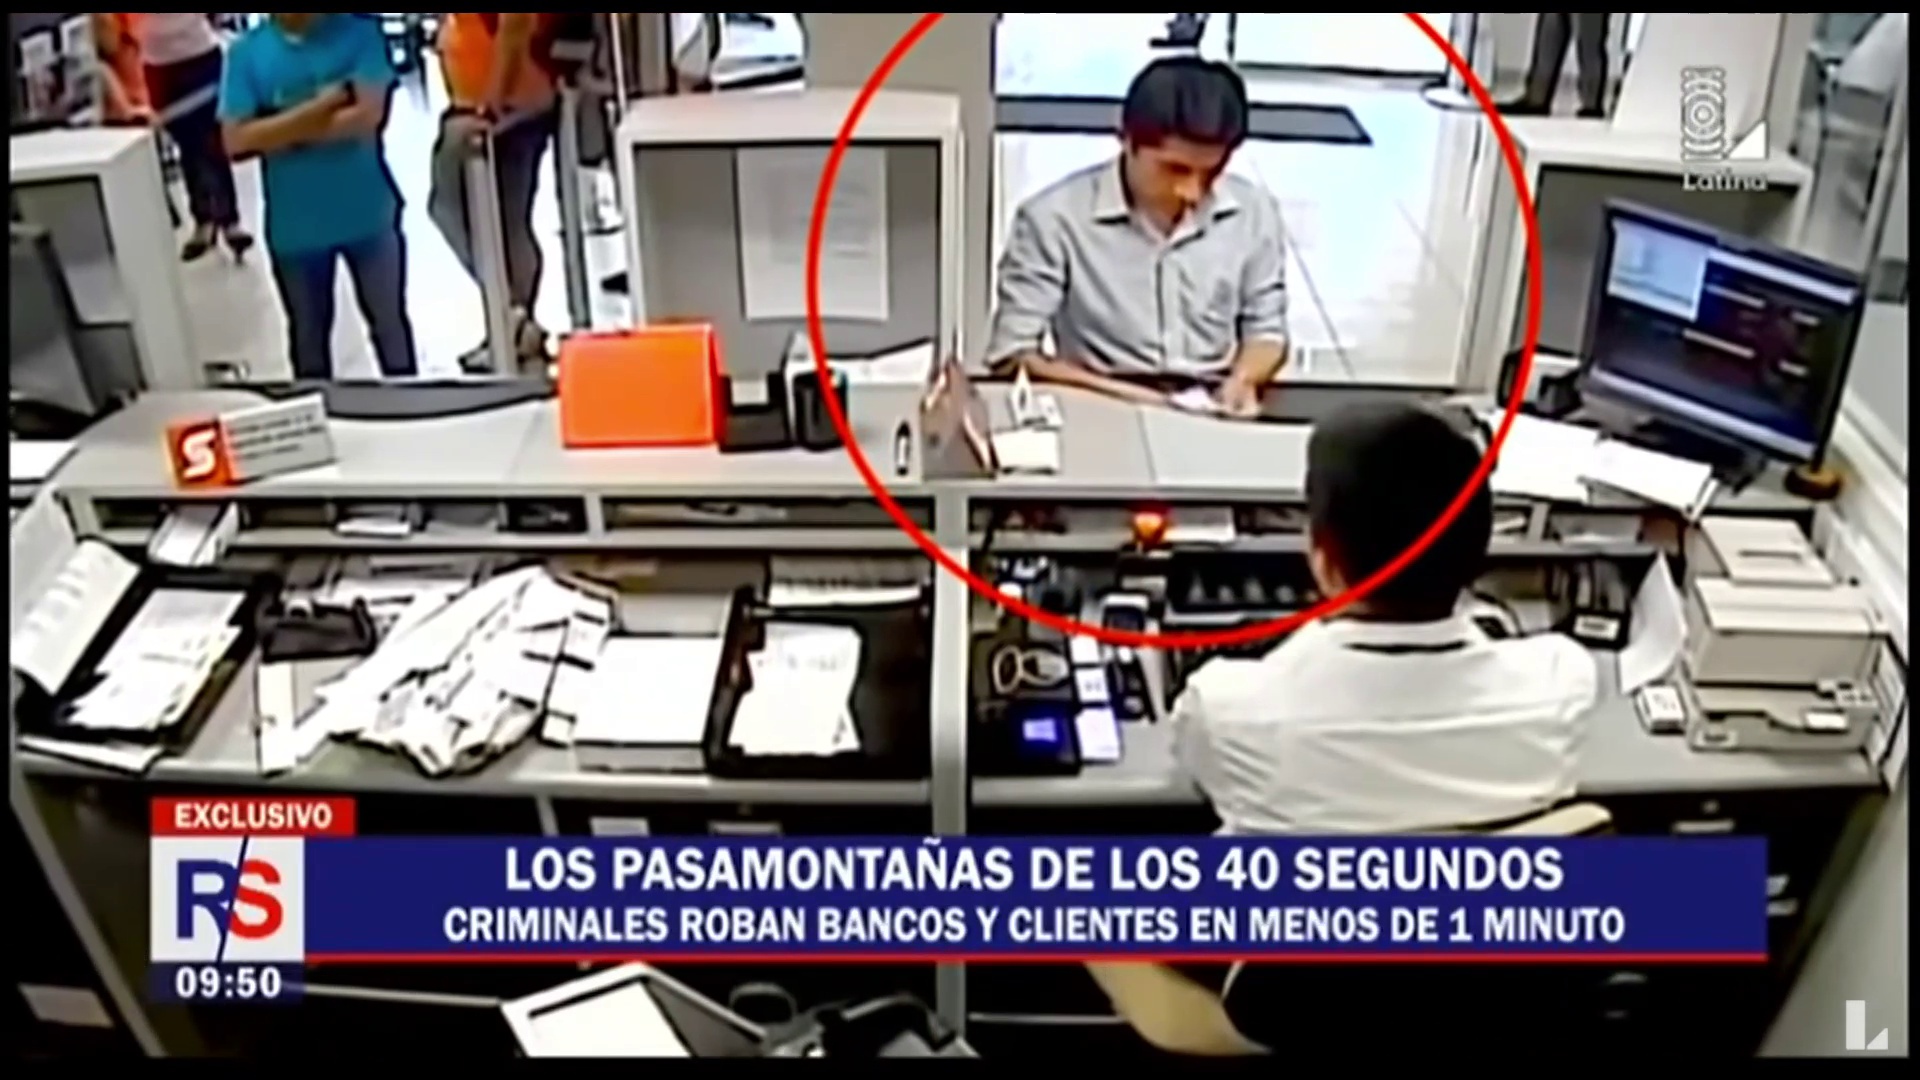 Latina
EXCLUSIVO
RS
LOS PASAMONTAÑAS DE LOS 40 SEGUNDOS
CRIMINALES ROBAN BANCOS Y CLIENTES EN MENOS DE 1 MINUTO
09:50